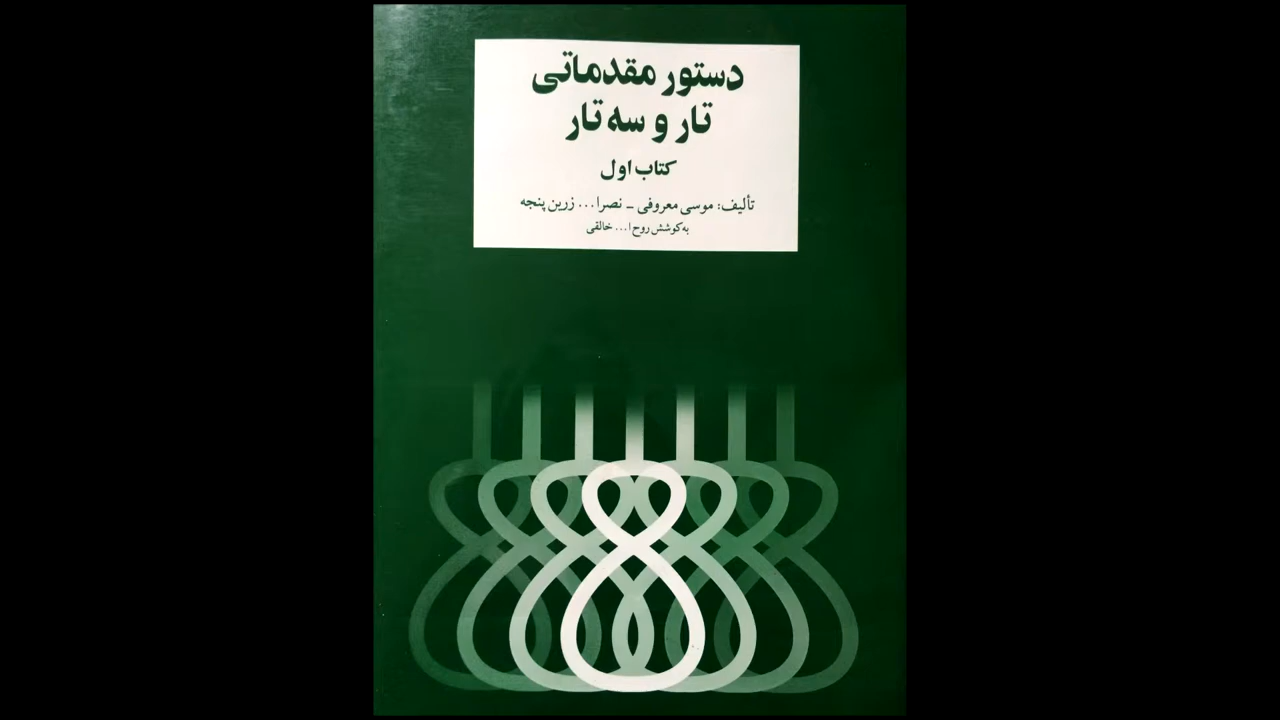 دستور مقدماتی
تار و سه تار
کتاب اول
تألیف: موسی معروفی - نصرا... زرین پنجه
به کوشش روح ا... خالقی